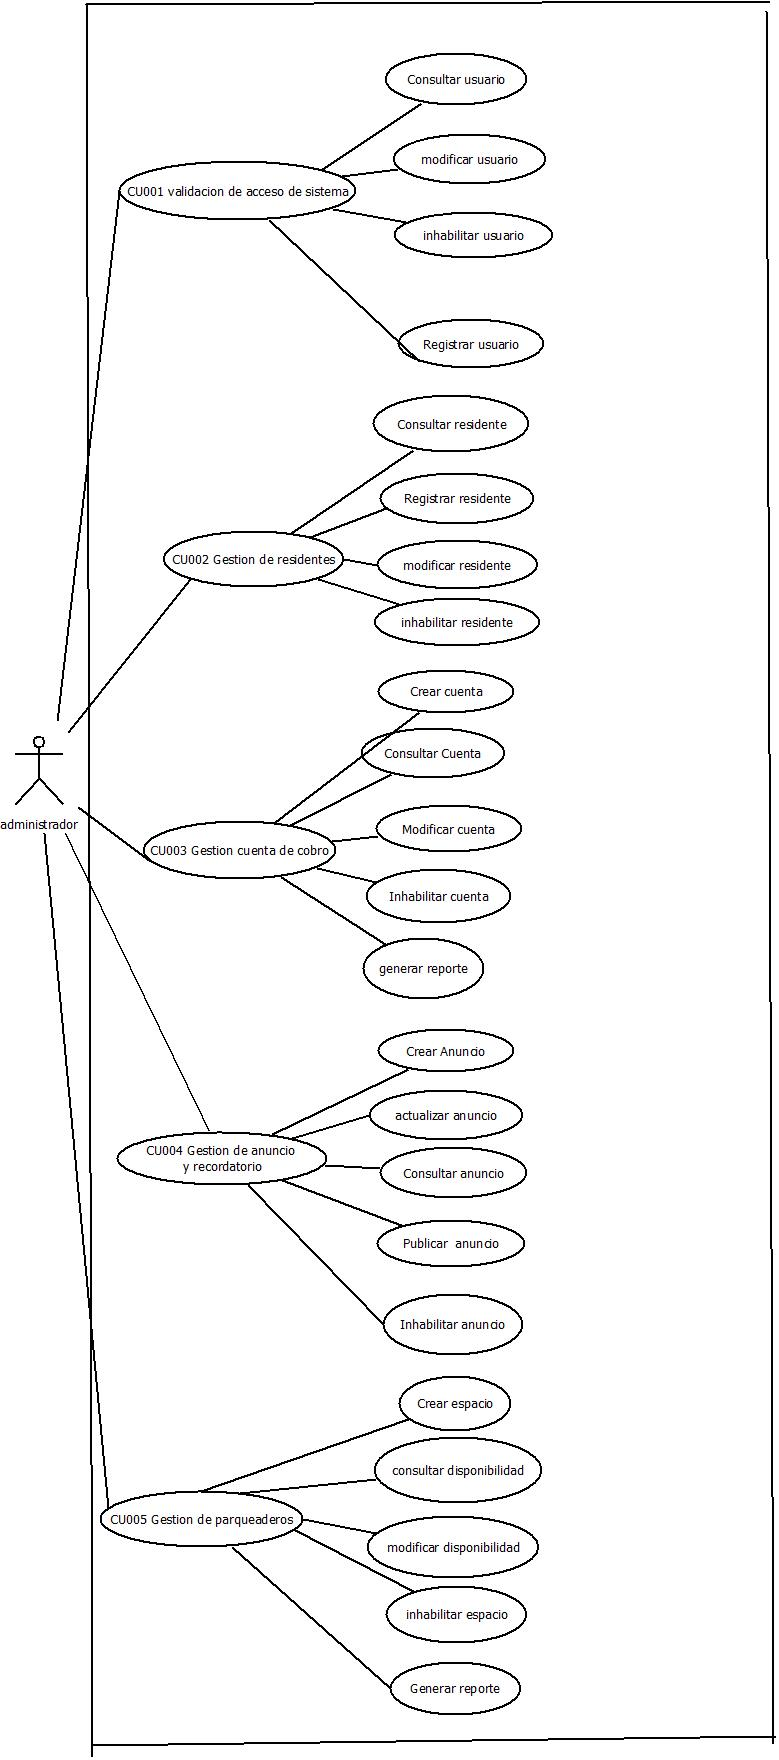 Consultar usuario
modificar usuario
CU001 validacion de acceso de sistema
inhabilitar usuario
Registrar usuario
Consultar residente
Registrar residente
CU002 Gestion de residentes
modificar residente
inhabilitar residente
Crear cuenta
Consultar Cuenta
administrador
Modificar cuenta
CU003 Gestion cuenta de cobro
Inhabilitar cuenta
generar reporte
Crear Anuncio
actualizar anuncio
CU004 Gestion de anuncio
y recordatorio
Consultar anuncio
Publicar anuncio
Inhabilitar anuncio
Crear espacio
consultar disponibilidad
CU005 Gestion de parqueaderos
modificar disponibilidad
inhabilitar espacio
Generar reporte